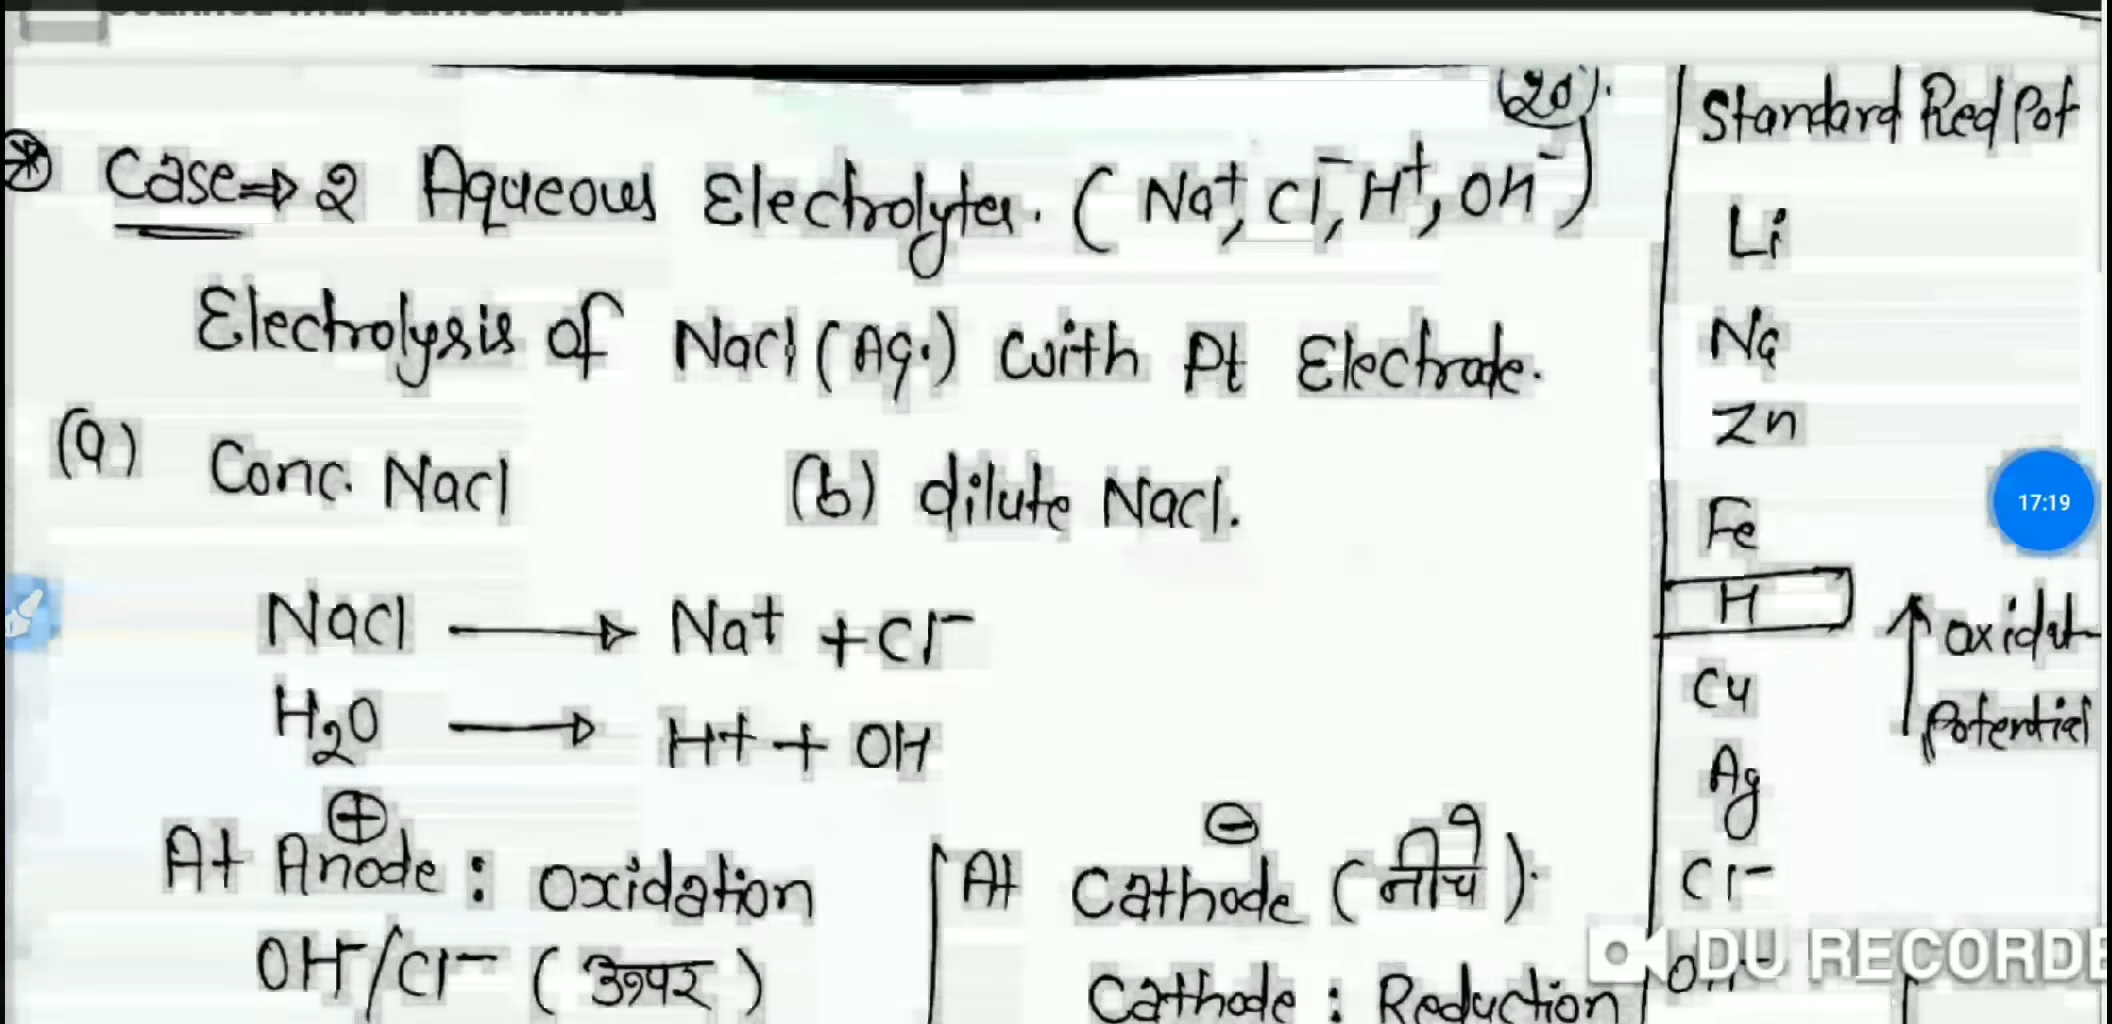 (20).
Case⇒2 Aqueous Electrolyter. (Na+, Cl-, H+, OH-)
Electrolysis of NaCl (Aq.) with Pt Electrode.
(a) Conc. NaCl (b) dilute NaCl.
NaCl → Na+ + Cl-
H2O → H+ + OH
⊕
At Anode : Oxidation
OH-/Cl- (ऊपर)
⊖
At Cathode (नीचे).
Cathode : Reduction
Standard Red Pot
Li
Na
Zn
Fe
H
Cu
Ag
Cl-
17:19
↑ oxidat
Potential
DU RECORDE